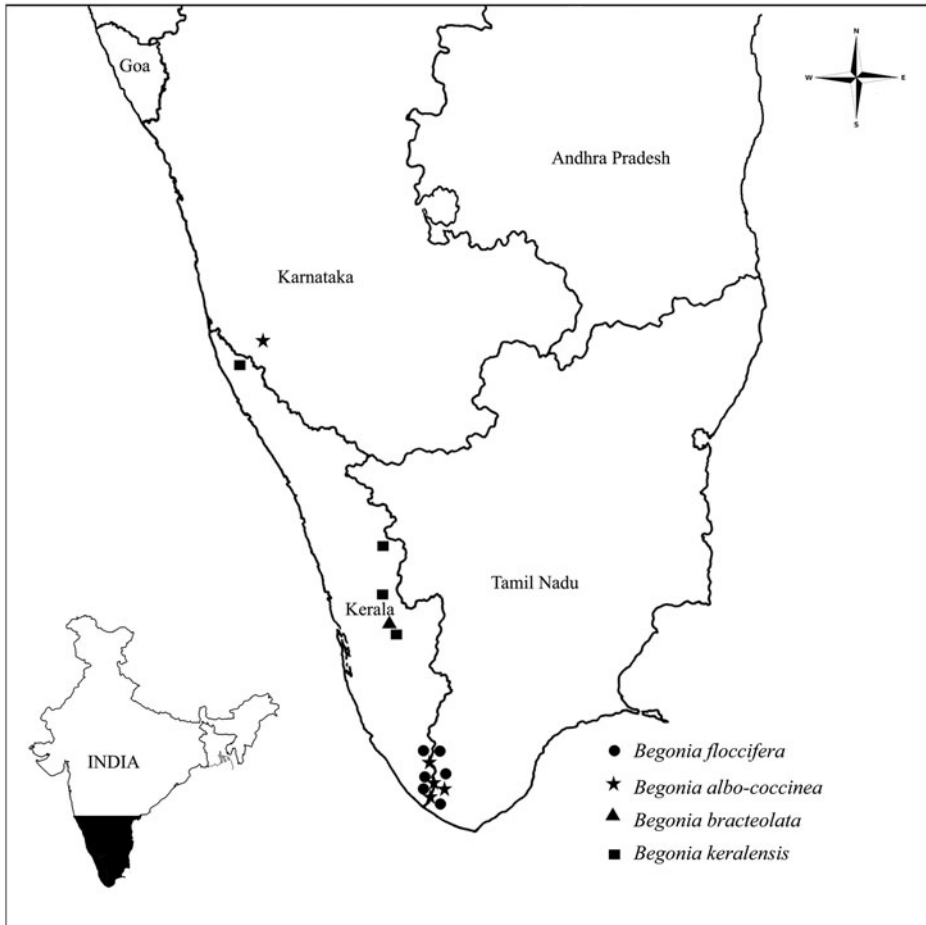 Goa
N
W E
S
Andhra Pradesh
Karnataka
Tamil Nadu
Kerala
INDIA
Begonia floccifera
Begonia albo-coccinea
Begonia bracteolata
Begonia keralensis